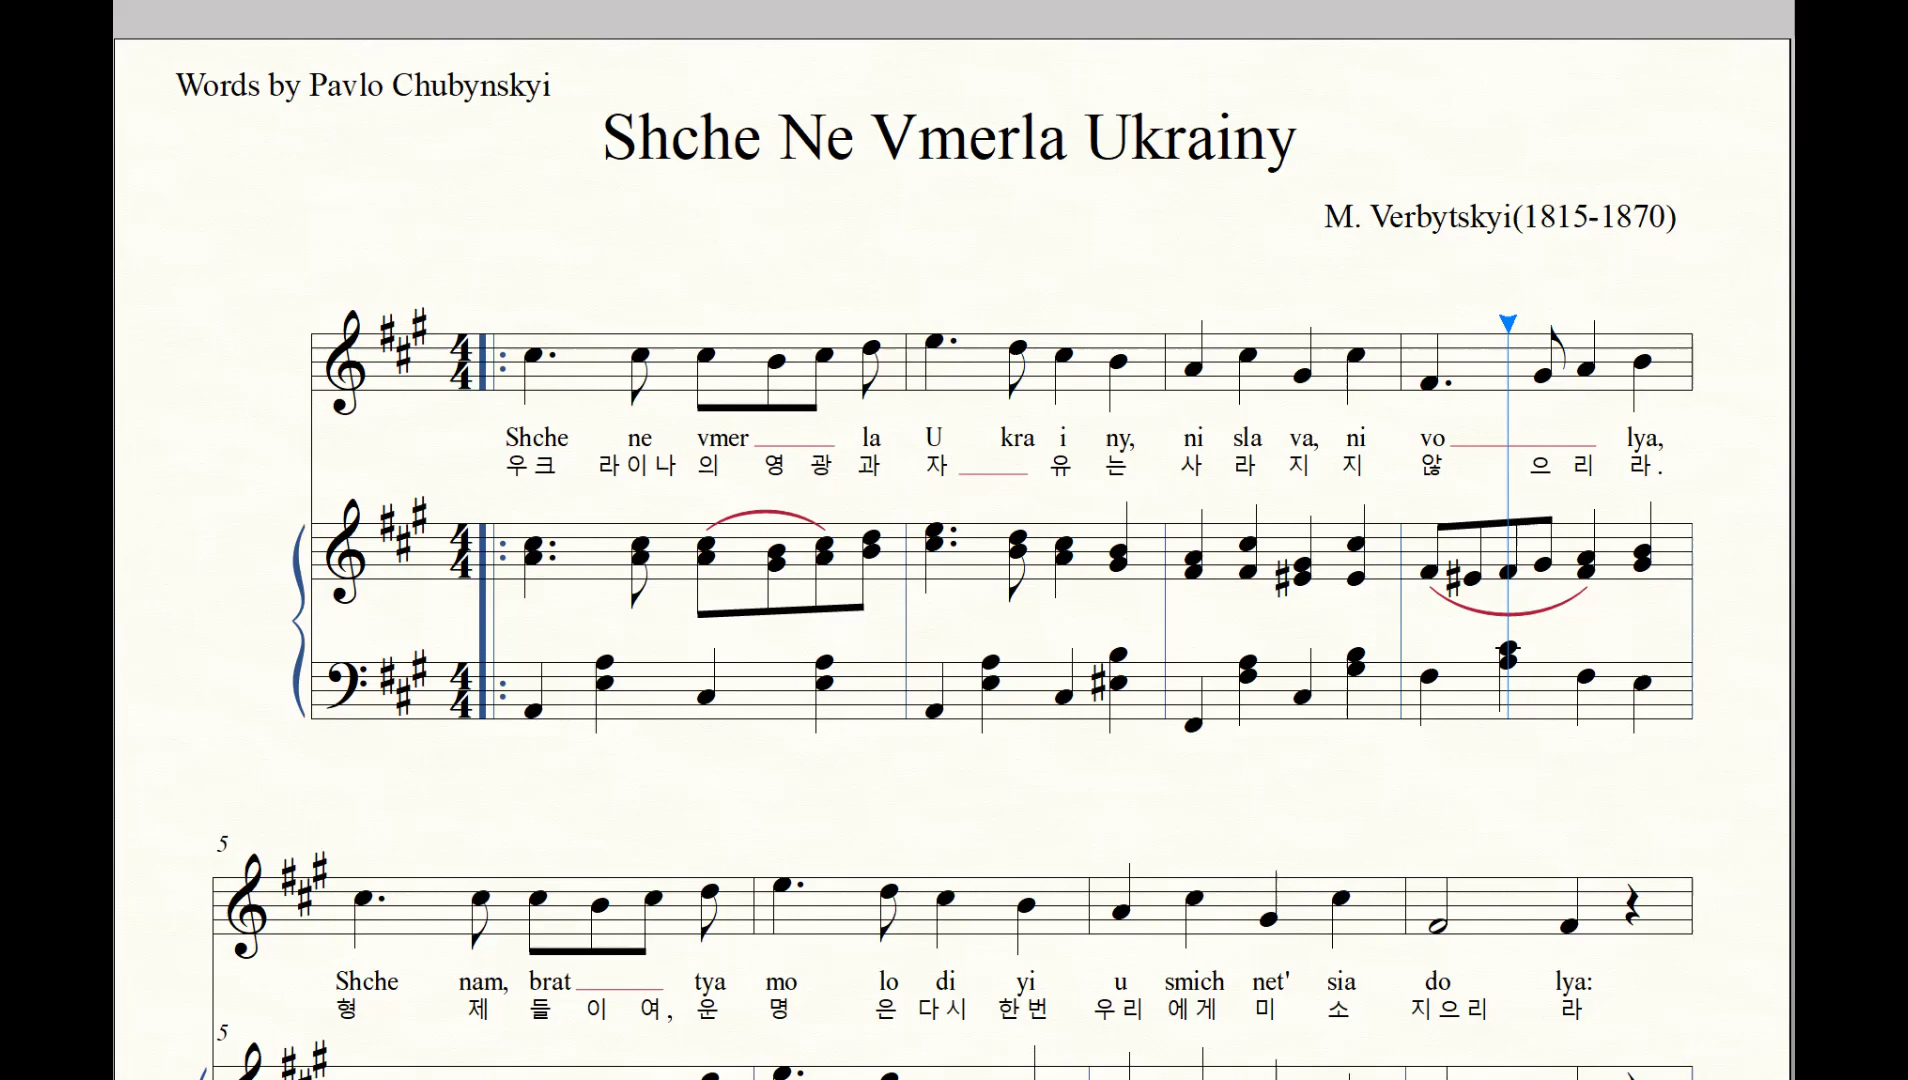 Words by Pavlo Chubynskyi
Shche Ne Vmerla Ukrainy
M. Verbytskyi(1815-1870)
Shche ne vmer la U kra i ny, ni sla va, ni vo lya,
우크 라이나 의 영 광 과 자 유 는 사 라 지 지 않 으 리 라.
5
Shche nam, brat tya mo lo di yi u smich net' sia do lya:
형 제 들 이 여, 운 명 은 다시 한번 우리 에게 미 소 지으리 라
5